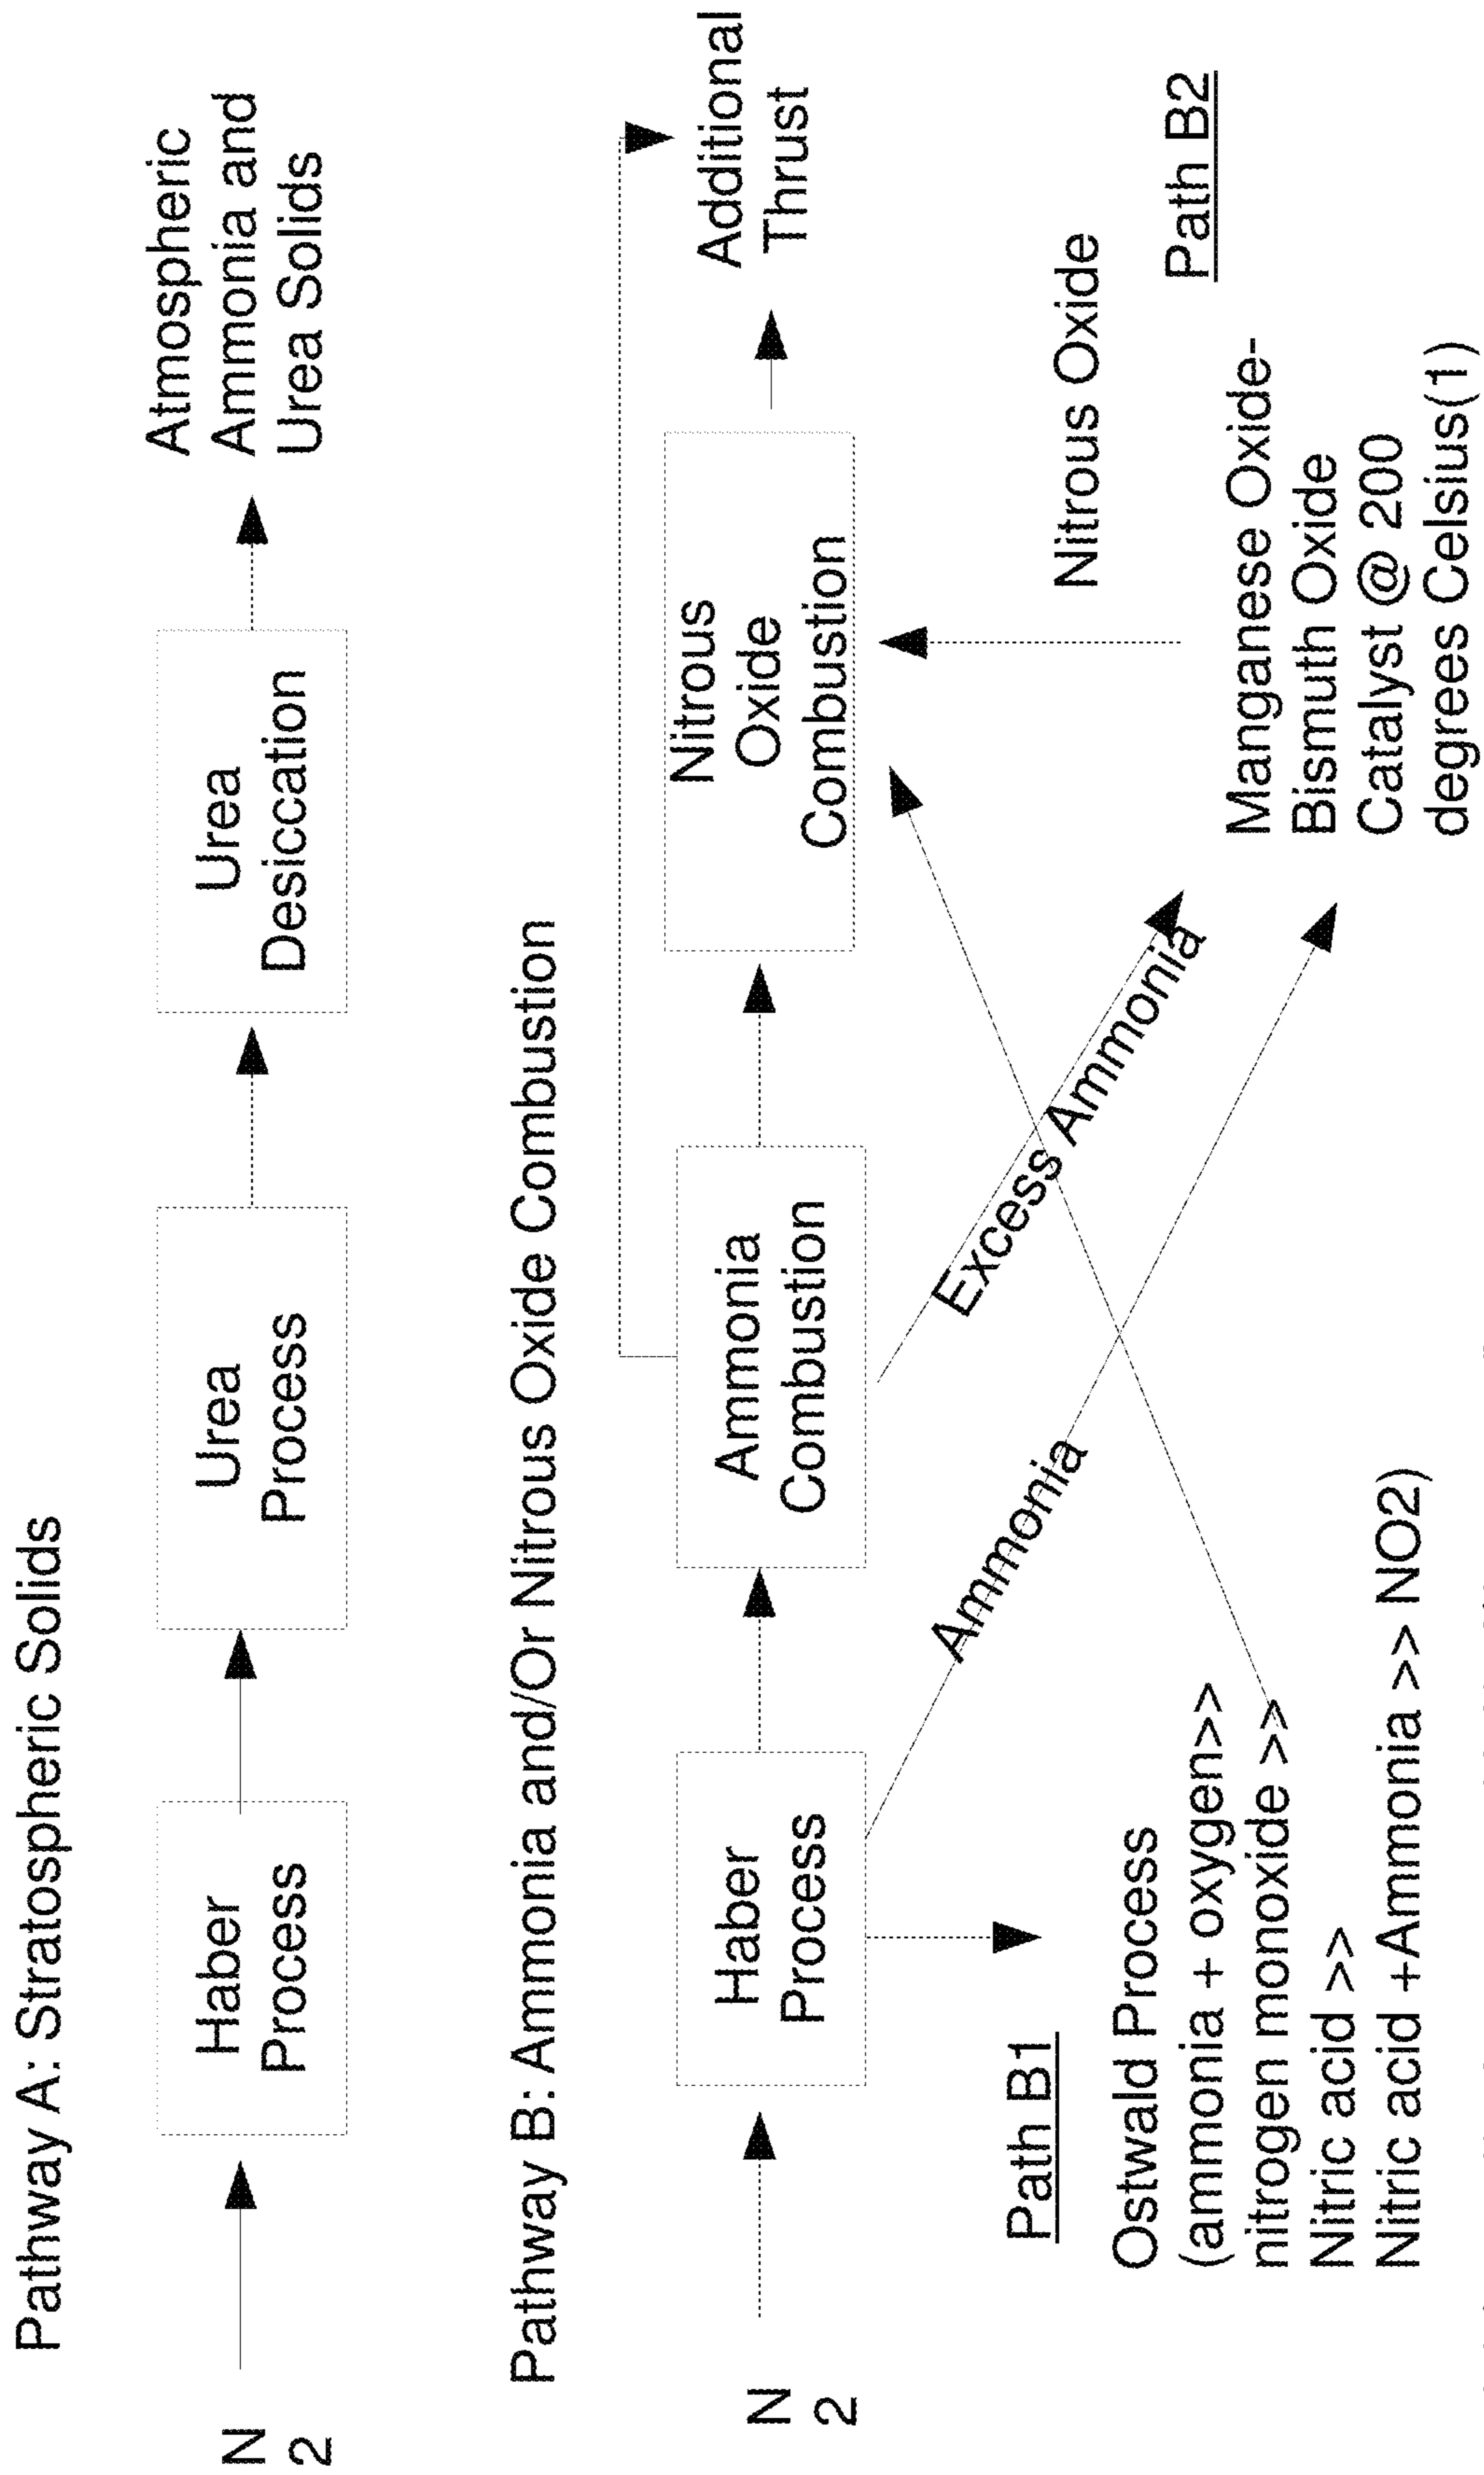 Pathway A: Stratospheric Solids
N
2
Haber
Process
Urea
Process
Urea
Desiccation
Atmospheric
Ammonia and
Urea Solids
Pathway B: Ammonia and/Or Nitrous Oxide Combustion
N
2
Haber
Process
Ammonia
Combustion
Nitrous
Oxide
Combustion
Additional
Thrust
Ammonia
Excess Ammonia
Nitrous Oxide
Path B1
Ostwald Process
(ammonia + oxygen>>
nitrogen monoxide >>
Nitric acid >>
Nitric acid +Ammonia >> NO2)
Path B2
Manganese Oxide-
Bismuth Oxide
Catalyst @ 200
degrees Celsius(1)